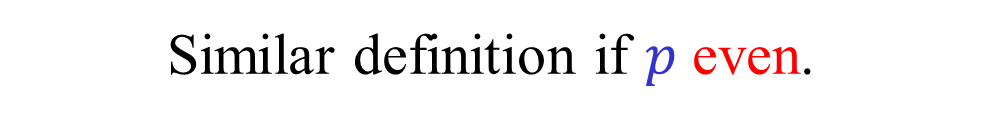 Similar definition if p even.